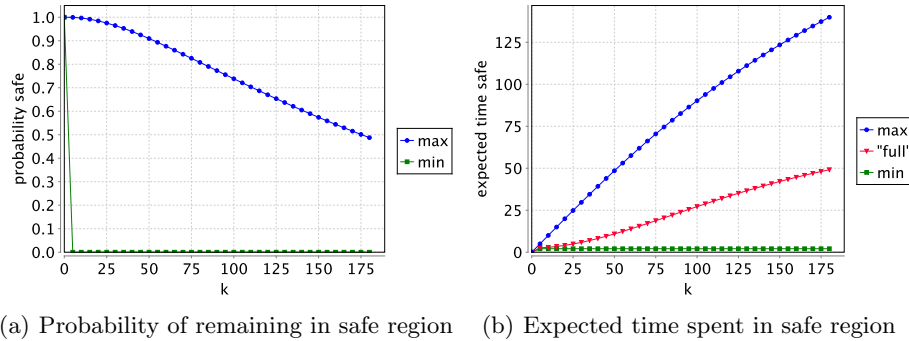 1.0
0.9
0.8
0.7
0.6
0.5
0.4
0.3
0.2
0.1
0.0
probability safe
0 25 50 75 100 125 150 175
k
max
min
125
100
75
50
25
0
expected time safe
0 25 50 75 100 125 150 175
k
max
"full"
min
(a) Probability of remaining in safe region
(b) Expected time spent in safe region